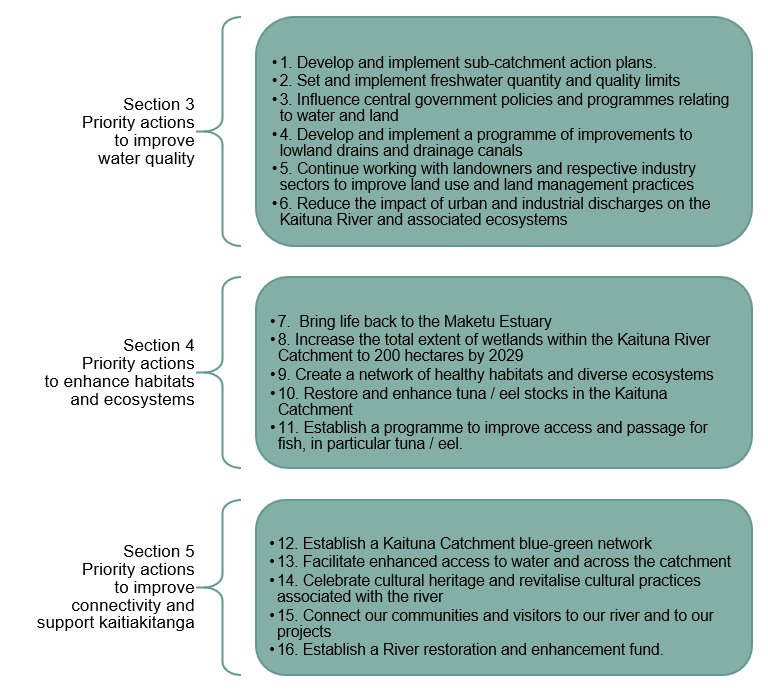 Section 3
Priority actions
to improve
water quality
•1. Develop and implement sub-catchment action plans.
•2. Set and implement freshwater quantity and quality limits
•3. Influence central government policies and programmes relating
to water and land
•4. Develop and implement a programme of improvements to
lowland drains and drainage canals
•5. Continue working with landowners and respective industry
sectors to improve land use and land management practices
•6. Reduce the impact of urban and industrial discharges on the
Kaituna River and associated ecosystems
Section 4
Priority actions
to enhance habitats
and ecosystems
•7.  Bring life back to the Maketu Estuary
•8. Increase the total extent of wetlands within the Kaituna River
Catchment to 200 hectares by 2029
•9. Create a network of healthy habitats and diverse ecosystems
•10. Restore and enhance tuna / eel stocks in the Kaituna
Catchment
•11. Establish a programme to improve access and passage for
fish, in particular tuna / eel.
Section 5
Priority actions
to improve
connectivity and
support kaitiakitanga
•12. Establish a Kaituna Catchment blue-green network
•13. Facilitate enhanced access to water and across the catchment
•14. Celebrate cultural heritage and revitalise cultural practices
associated with the river
•15. Connect our communities and visitors to our river and to our
projects
•16. Establish a River restoration and enhancement fund.